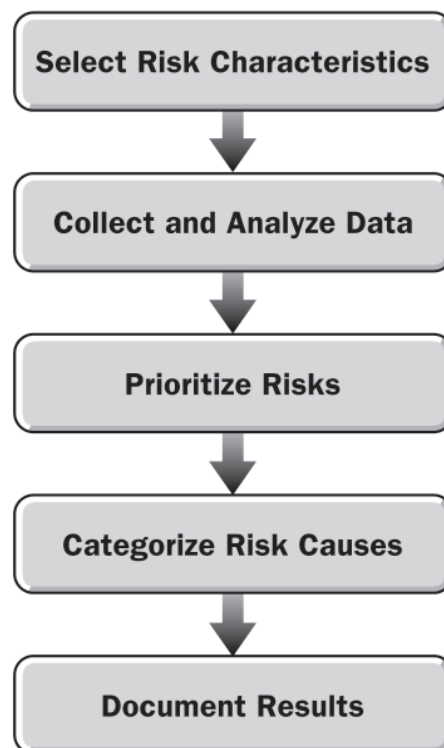 Select Risk Characteristics
Collect and Analyze Data
Prioritize Risks
Categorize Risk Causes
Document Results